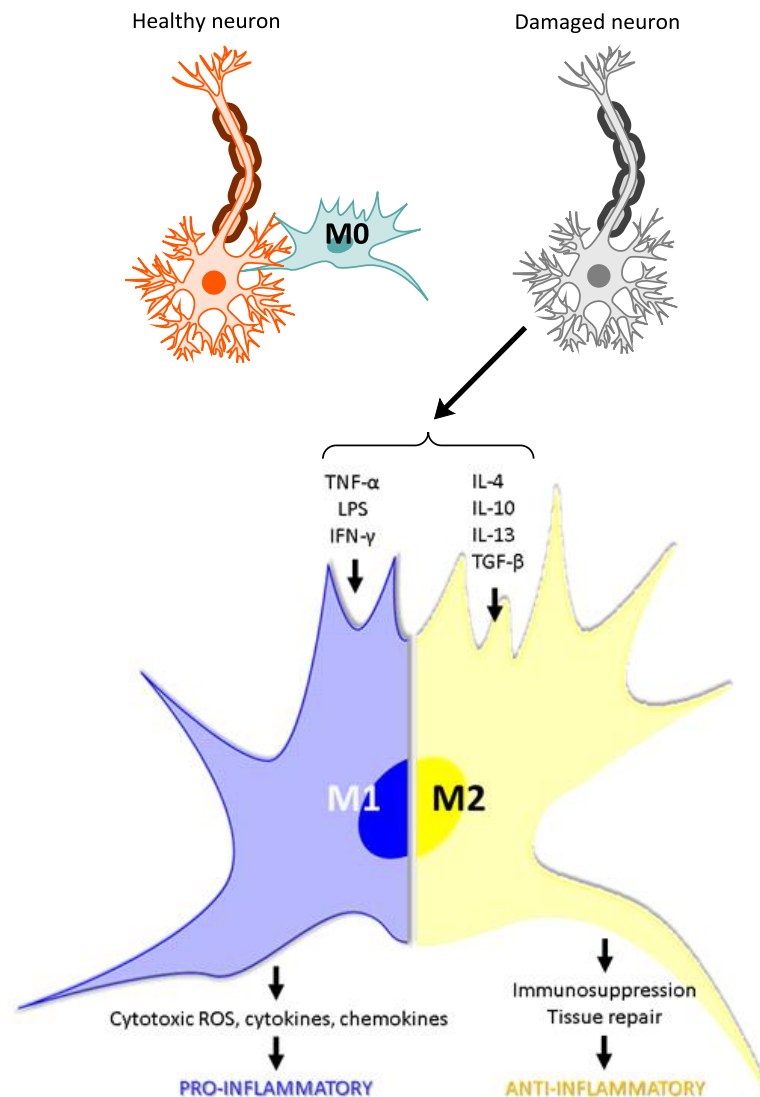 Healthy neuron
Damaged neuron
M0
TNF-α
LPS
IFN-γ
IL-4
IL-10
IL-13
TGF-β
M1
M2
Cytotoxic ROS, cytokines, chemokines
PRO-INFLAMMATORY
Immunosuppression
Tissue repair
ANTI-INFLAMMATORY